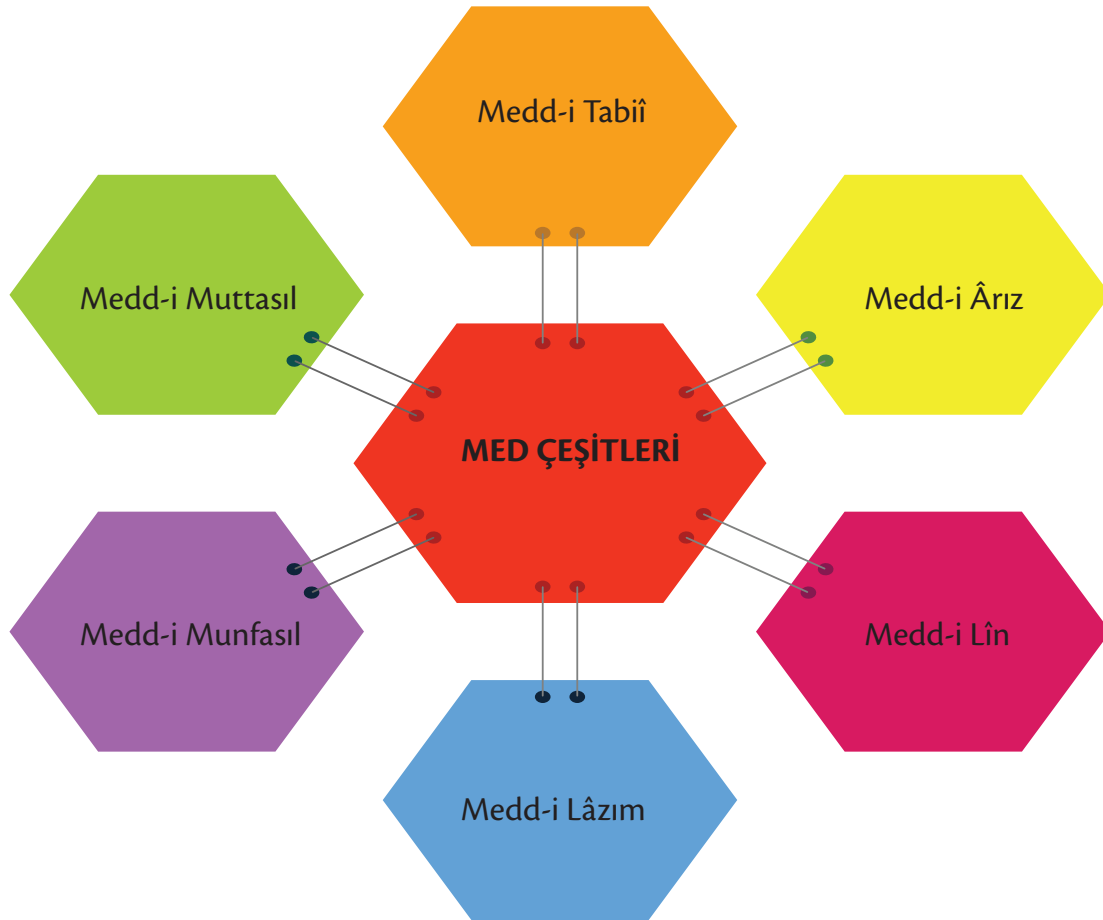 Medd-i Tabiî
Medd-i Muttasıl
Medd-i Ârız
MED ÇEŞİTLERİ
Medd-i Munfasıl
Medd-i Lîn
Medd-i Lâzım